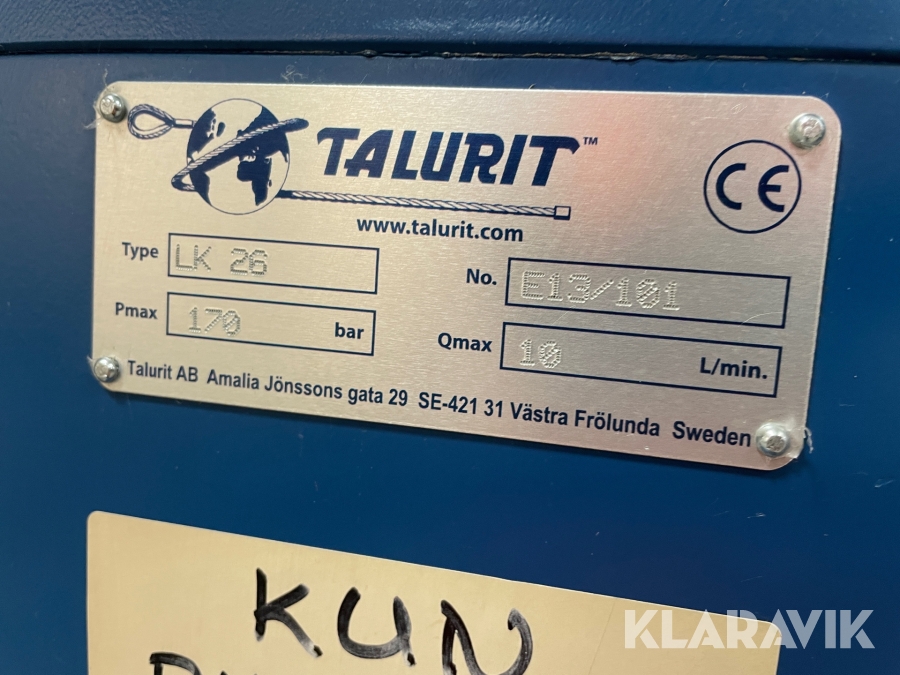 TALURIT™
CE
www.talurit.com
Type LK 26
No. E13/101
Pmax 170 bar
Qmax 10 L/min.
Talurit AB Amalia Jönssons gata 29 SE-421 31 Västra Frölunda Sweden
KUN
KLARAVIK